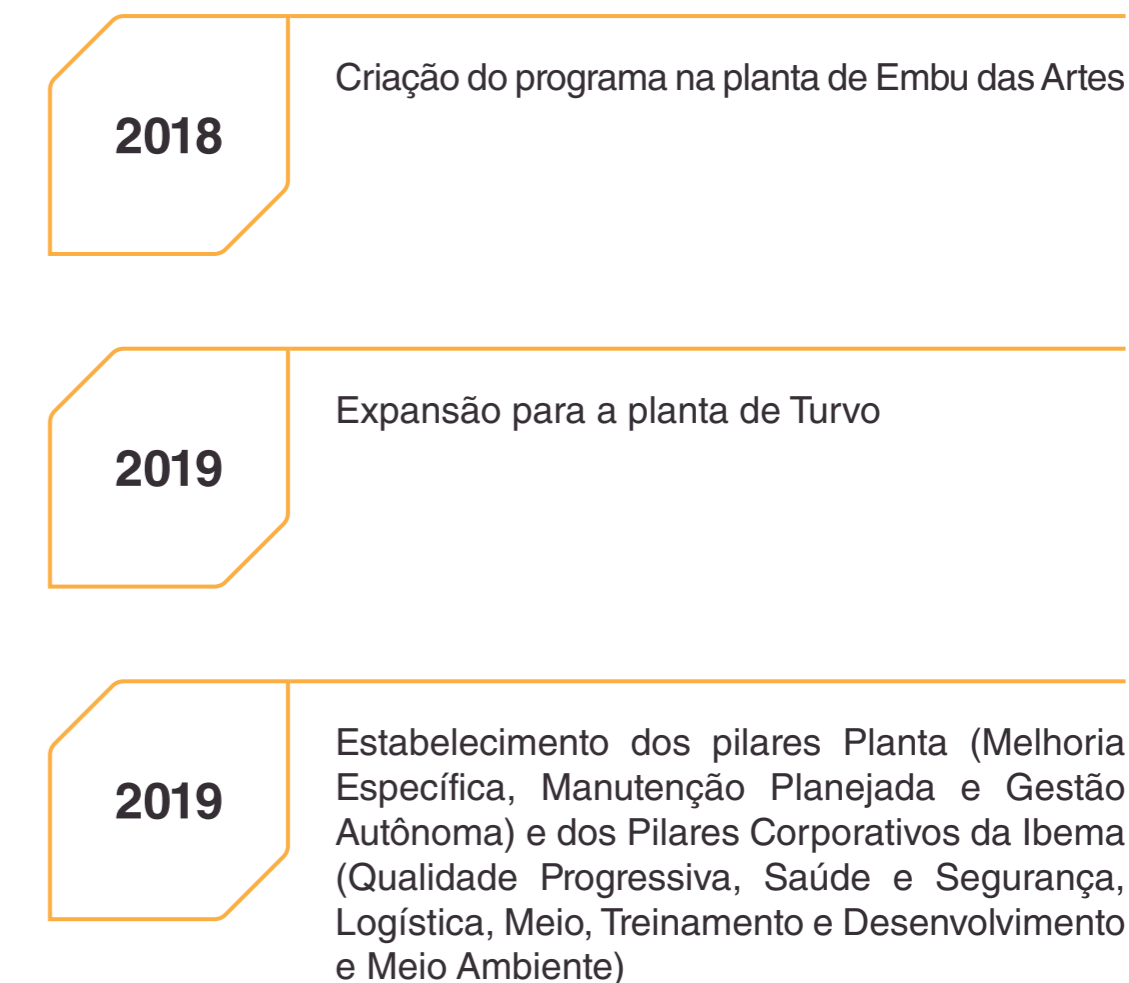 2018
Criação do programa na planta de Embu das Artes
2019
Expansão para a planta de Turvo
2019
Estabelecimento dos pilares Planta (Melhoria
Específica, Manutenção Planejada e Gestão
Autônoma) e dos Pilares Corporativos da Ibema
(Qualidade Progressiva, Saúde e Segurança,
Logística, Meio, Treinamento e Desenvolvimento
e Meio Ambiente)